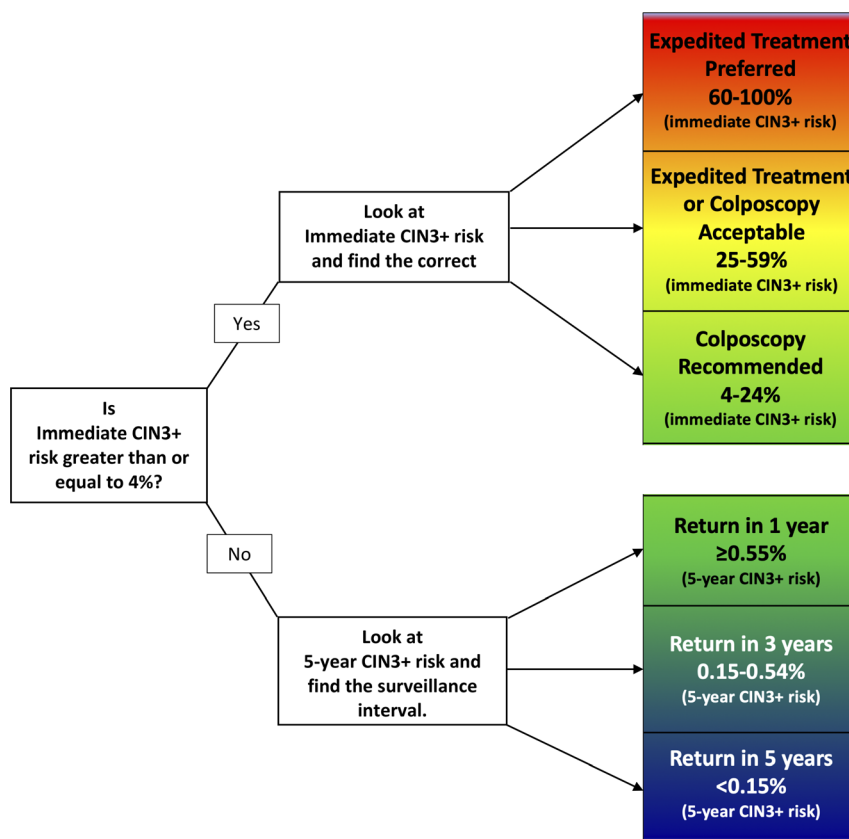 Is
Immediate CIN3+
risk greater than or
equal to 4%?
Yes
Look at
Immediate CIN3+ risk
and find the correct
Expedited Treatment
Preferred
60-100%
(immediate CIN3+ risk)
Expedited Treatment
or Colposcopy
Acceptable
25-59%
(immediate CIN3+ risk)
Colposcopy
Recommended
4-24%
(immediate CIN3+ risk)
No
Look at
5-year CIN3+ risk and
find the surveillance
interval.
Return in 1 year
≥0.55%
(5-year CIN3+ risk)
Return in 3 years
0.15-0.54%
(5-year CIN3+ risk)
Return in 5 years
<0.15%
(5-year CIN3+ risk)